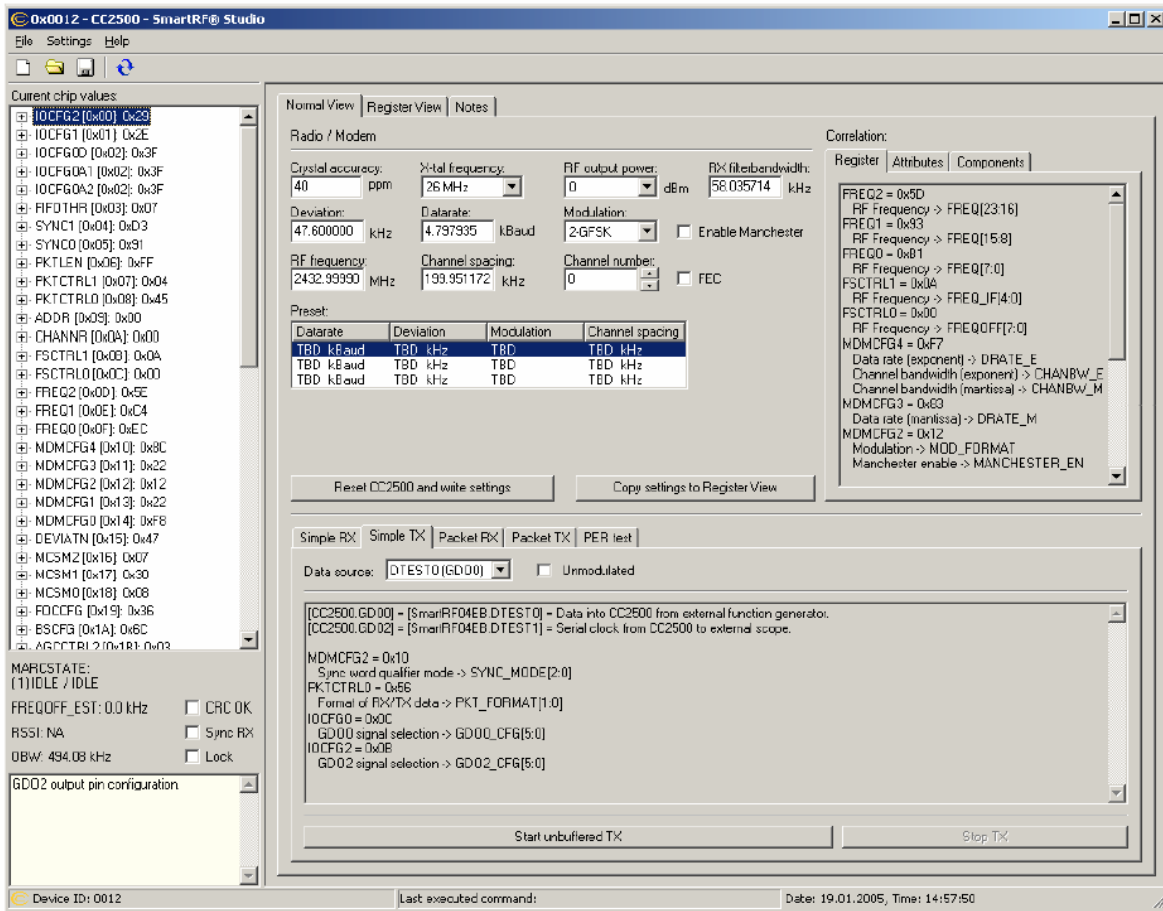 0x0012 - CC2500 - SmartRF® Studio
File Settings Help
Current chip values:
IOCFG2 [0x00]: 0x29
IOCFG1 [0x01]: 0x2E
IOCFG0D [0x02]: 0x3F
IOCFG0A1 [0x02]: 0x3F
IOCFG0A2 [0x02]: 0x3F
FIFOTHR [0x03]: 0x07
SYNC1 [0x04]: 0xD3
SYNC0 [0x05]: 0x91
PKTLEN [0x06]: 0xFF
PKTCTRL1 [0x07]: 0x04
PKTCTRL0 [0x08]: 0x45
ADDR [0x09]: 0x00
CHANNR [0x0A]: 0x00
FSCTRL1 [0x0B]: 0x0A
FSCTRL0 [0x0C]: 0x00
FREQ2 [0x0D]: 0x5E
FREQ1 [0x0E]: 0xC4
FREQ0 [0x0F]: 0xEC
MDMCFG4 [0x10]: 0x8C
MDMCFG3 [0x11]: 0x22
MDMCFG2 [0x12]: 0x12
MDMCFG1 [0x13]: 0x22
MDMCFG0 [0x14]: 0xF8
DEVIATN [0x15]: 0x47
MCSM2 [0x16]: 0x07
MCSM1 [0x17]: 0x30
MCSM0 [0x18]: 0x08
FOCCFG [0x19]: 0x36
BSCFG [0x1A]: 0x6C
AGCCTRL2 [0x1B]: 0x03
MARCSTATE:
(1) IDLE / IDLE
FREQOFF_EST: 0.0 kHz CRC OK
RSSI: NA Sync RX
OBW: 494.08 kHz Lock
GDO2 output pin configuration.
Normal View Register View Notes
Radio / Modem
Crystal accuracy: X-tal frequency: RF output power: RX filterbandwidth:
40 ppm 26 MHz 0 dBm 58.035714 kHz
Deviation: Datarate: Modulation:
47.600000 kHz 4.797935 kBaud 2-GFSK Enable Manchester
RF frequency: Channel spacing: Channel number:
2432.99990 MHz 199.951172 kHz 0 FEC
Preset:
Datarate Deviation Modulation Channel spacing
TBD kBaud TBD kHz TBD TBD kHz
TBD kBaud TBD kHz TBD TBD kHz
TBD kBaud TBD kHz TBD TBD kHz
Reset CC2500 and write settings Copy settings to Register View
Correlation:
Register Attributes Components
FREQ2 = 0x5D
RF Frequency -> FREQ[23:16]
FREQ1 = 0x93
RF Frequency -> FREQ[15:8]
FREQ0 = 0xB1
RF Frequency -> FREQ[7:0]
FSCTRL1 = 0x0A
RF Frequency -> FREQ_IF[4:0]
FSCTRL0 = 0x00
RF Frequency -> FREQOFF[7:0]
MDMCFG4 = 0xF7
Data rate (exponent) -> DRATE_E
Channel bandwidth (exponent) -> CHANBW_E
Channel bandwidth (mantissa) -> CHANBW_M
MDMCFG3 = 0x83
Data rate (mantissa) -> DRATE_M
MDMCFG2 = 0x12
Modulation -> MOD_FORMAT
Manchester enable -> MANCHESTER_EN
Simple RX Simple TX Packet RX Packet TX PER test
Data source: DTEST0 (GDO0) Unmodulated
[CC2500.GDO0] = [SmartRF04EB.DTEST0] = Data into CC2500 from external function generator.
[CC2500.GDO2] = [SmartRF04EB.DTEST1] = Serial clock from CC2500 to external scope.
MDMCFG2 = 0x10
Sync word qualifier mode -> SYNC_MODE[2:0]
PKTCTRL0 = 0x56
Format of RX/TX data -> PKT_FORMAT[1:0]
IOCFG0 = 0x0C
GDO0 signal selection -> GDO0_CFG[5:0]
IOCFG2 = 0x0B
GDO2 signal selection -> GDO2_CFG[5:0]
Start unbuffered TX Stop TX
Device ID: 0012 Last executed command: Date: 19.01.2005, Time: 14:57:50